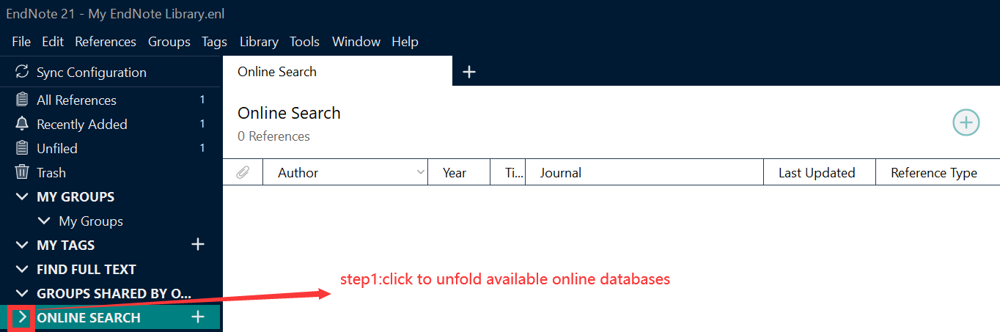 EndNote 21 - My EndNote Library.enl
File Edit References Groups Tags Library Tools Window Help
Sync Configuration
Online Search
All References 1
Recently Added 1
Unfiled 1
Trash
MY GROUPS
My Groups
MY TAGS
FIND FULL TEXT
GROUPS SHARED BY O...
ONLINE SEARCH
Online Search
0 References
Author Year Ti... Journal Last Updated Reference Type
step1:click to unfold available online databases